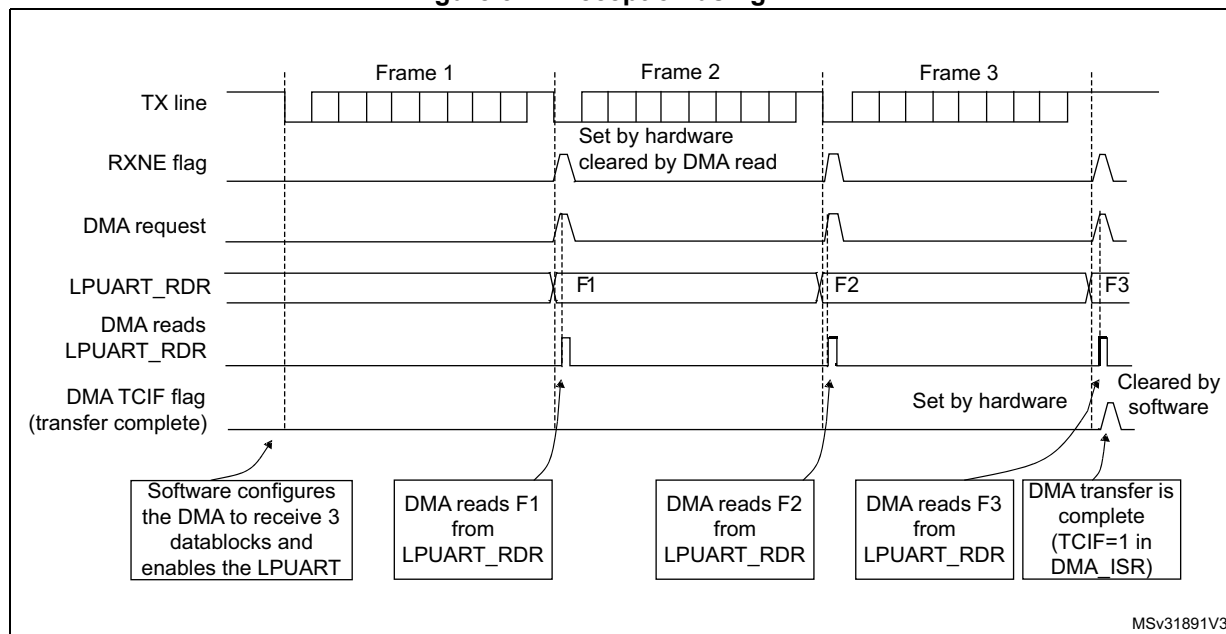 Frame 1
Frame 2
Frame 3
TX line
Set by hardware
cleared by DMA read
RXNE flag
DMA request
LPUART_RDR
F1
F2
F3
DMA reads
LPUART_RDR
DMA TCIF flag
(transfer complete)
Set by hardware
Cleared by
software
Software configures
the DMA to receive 3
datablocks and
enables the LPUART
DMA reads F1
from
LPUART_RDR
DMA reads F2
from
LPUART_RDR
DMA reads F3
from
LPUART_RDR
DMA transfer is
complete
(TCIF=1 in
DMA_ISR)
MSv31891V3